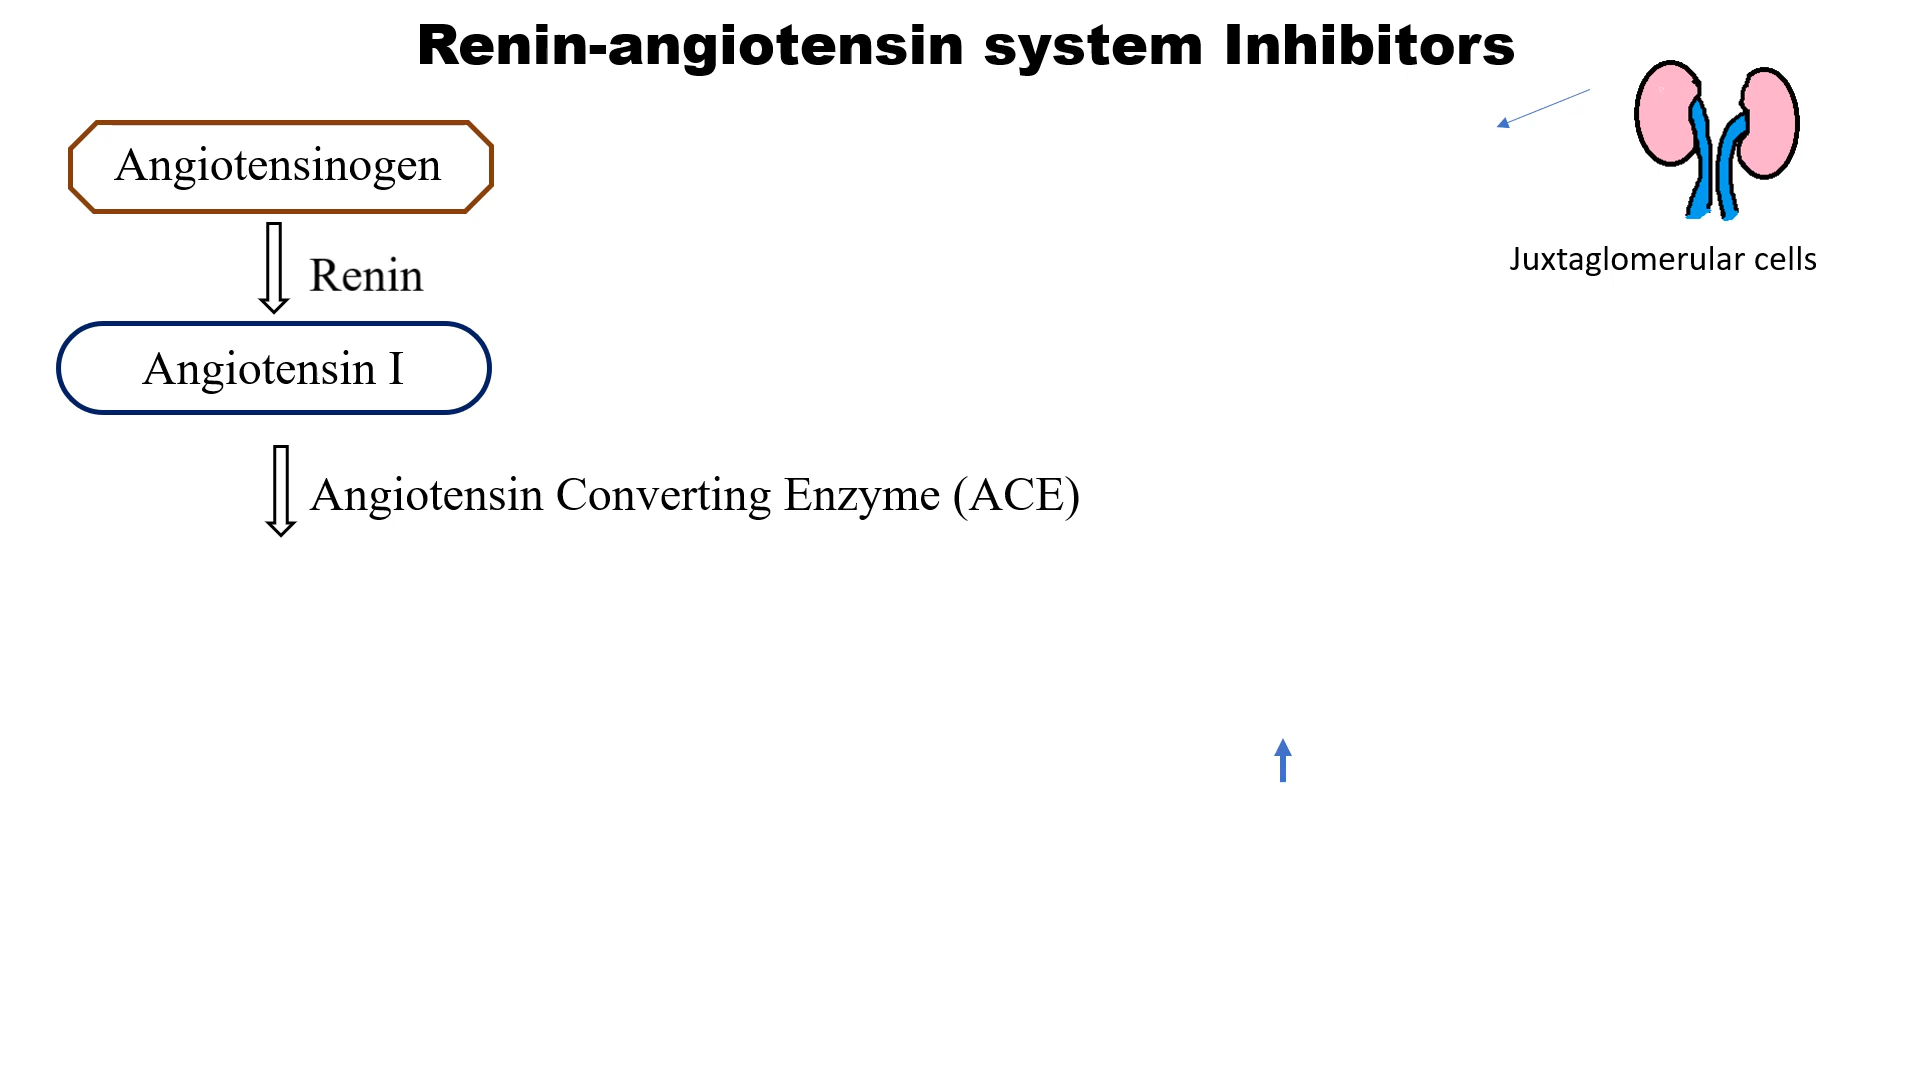 Renin-angiotensin system Inhibitors
Angiotensinogen
Renin
Juxtaglomerular cells
Angiotensin I
Angiotensin Converting Enzyme (ACE)